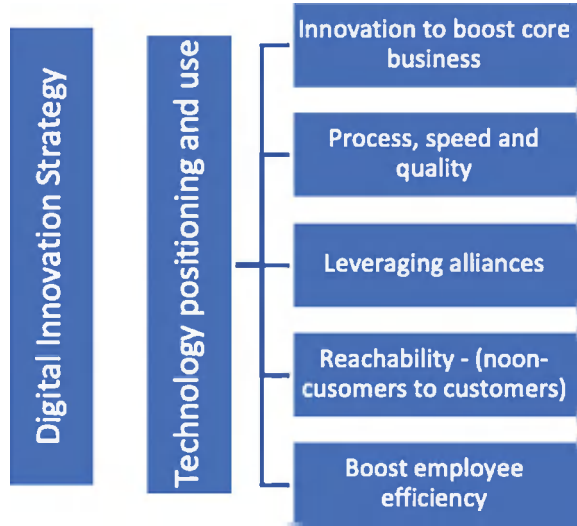 Digital Innovation Strategy
Technology positioning and use
Innovation to boost core
business
Process, speed and
quality
Leveraging alliances
Reachability - (noon-
cusomers to customers)
Boost employee
efficiency